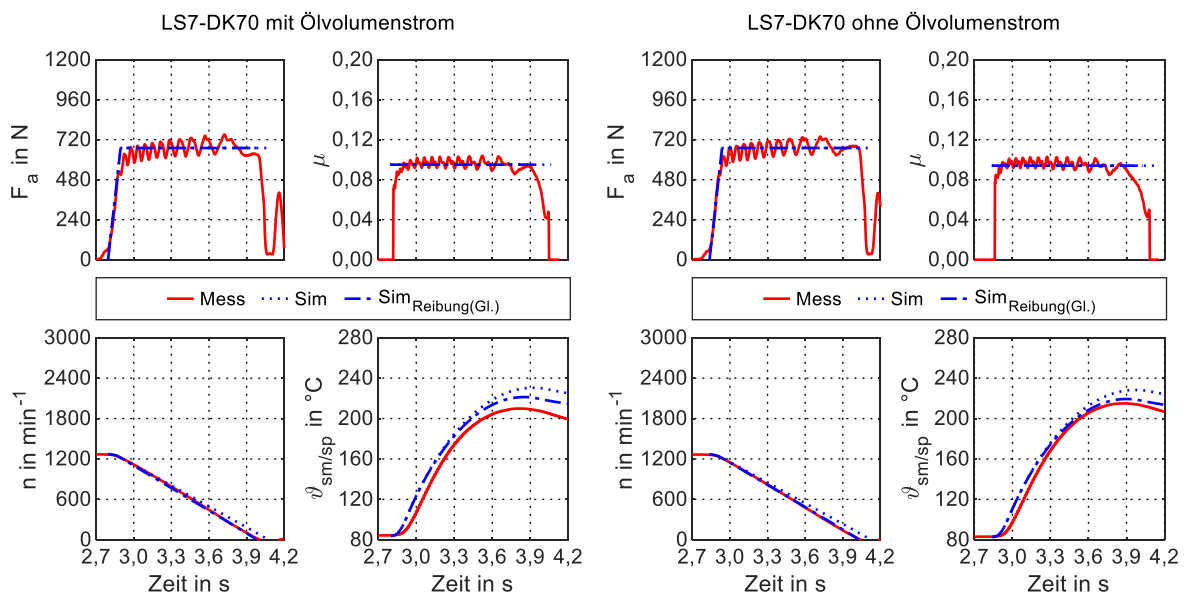 LS7-DK70 mit Ölvolumenstrom
LS7-DK70 ohne Ölvolumenstrom
F_a in N
1200
960
720
480
240
0
μ
0,20
0,16
0,12
0,08
0,04
0,00
F_a in N
1200
960
720
480
240
0
μ
0,20
0,16
0,12
0,08
0,04
0,00
Mess Sim Sim_Reibung(Gl.)
Mess Sim Sim_Reibung(Gl.)
n in min^-1
3000
2400
1800
1200
600
0
2,7 3,0 3,3 3,6 3,9 4,2
Zeit in s
ϑ_sm/sp in °C
280
240
200
160
120
80
2,7 3,0 3,3 3,6 3,9 4,2
Zeit in s
n in min^-1
3000
2400
1800
1200
600
0
2,7 3,0 3,3 3,6 3,9 4,2
Zeit in s
ϑ_sm/sp in °C
280
240
200
160
120
80
2,7 3,0 3,3 3,6 3,9 4,2
Zeit in s